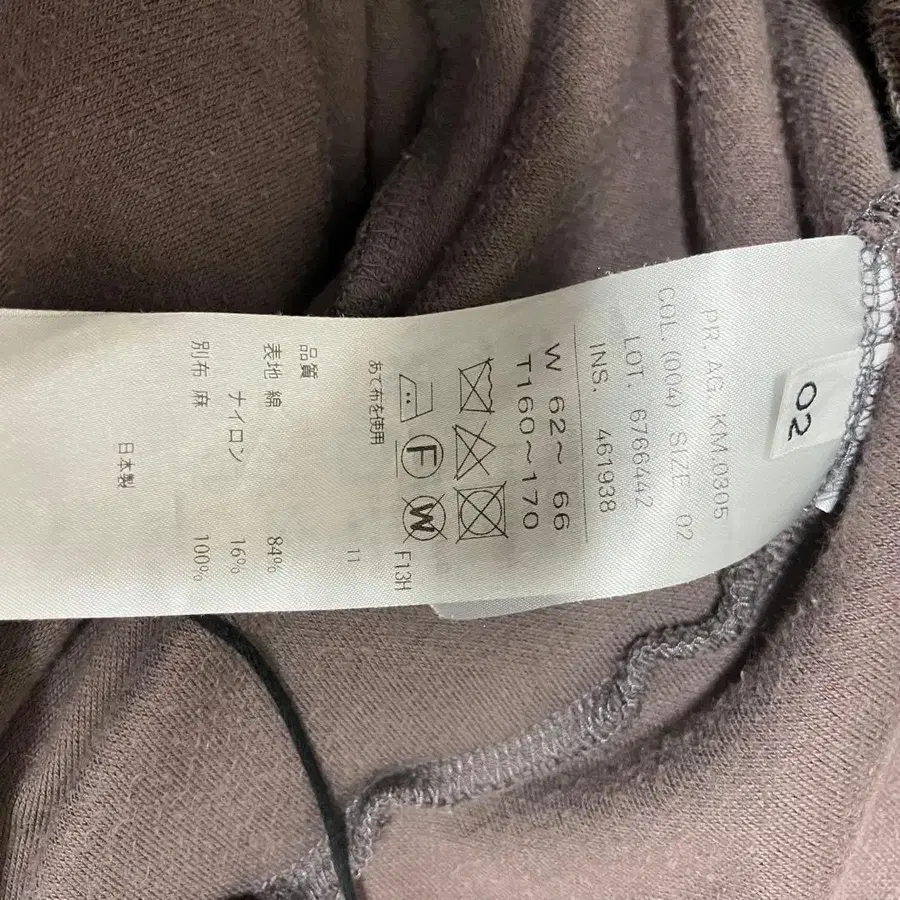 02
PR. AG. KM.0305
COL. (004) SIZE 02
LOT. 6766442
INS. 461938
W 62～ 66
T160～170
F W
あて布を使用 F13H
11
品質
表地 綿 84%
ナイロン 16%
別布 麻 100%
日本製